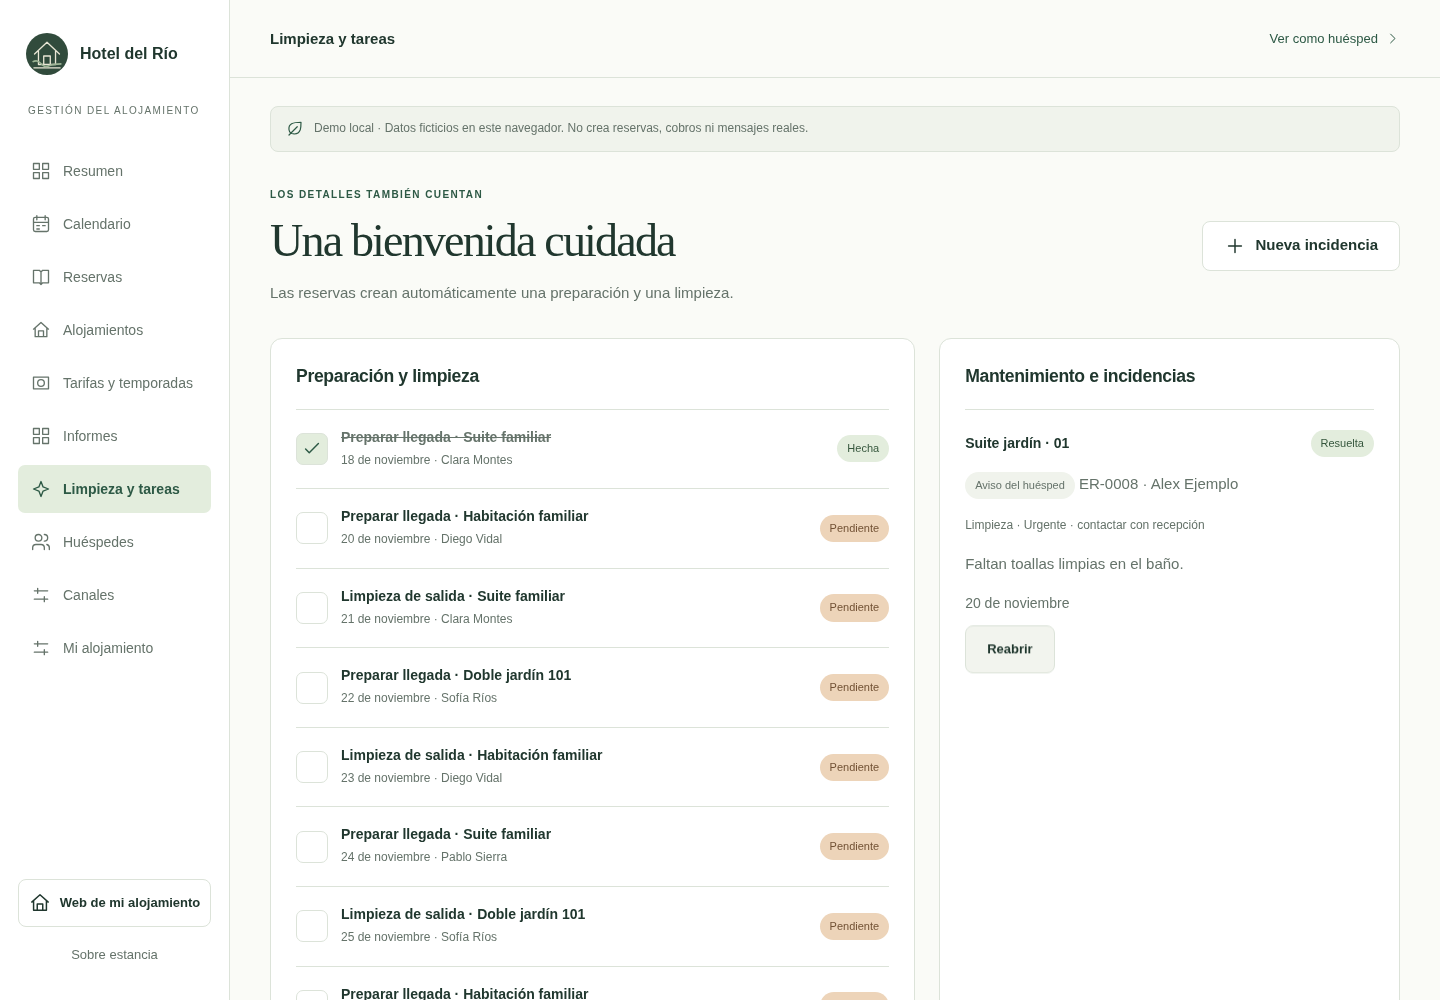 Hotel del Río
GESTIÓN DEL ALOJAMIENTO
Resumen
Calendario
Reservas
Alojamientos
Tarifas y temporadas
Informes
Limpieza y tareas
Huéspedes
Canales
Mi alojamiento
Web de mi alojamiento
Sobre estancia
Limpieza y tareas
Ver como huésped
Demo local · Datos ficticios en este navegador. No crea reservas, cobros ni mensajes reales.
LOS DETALLES TAMBIÉN CUENTAN
Una bienvenida cuidada
Nueva incidencia
Las reservas crean automáticamente una preparación y una limpieza.
Preparación y limpieza
Preparar llegada · Suite familiar
18 de noviembre · Clara Montes
Hecha
Preparar llegada · Habitación familiar
20 de noviembre · Diego Vidal
Pendiente
Limpieza de salida · Suite familiar
21 de noviembre · Clara Montes
Pendiente
Preparar llegada · Doble jardín 101
22 de noviembre · Sofía Ríos
Pendiente
Limpieza de salida · Habitación familiar
23 de noviembre · Diego Vidal
Pendiente
Preparar llegada · Suite familiar
24 de noviembre · Pablo Sierra
Pendiente
Limpieza de salida · Doble jardín 101
25 de noviembre · Sofía Ríos
Pendiente
Preparar llegada · Habitación familiar
Mantenimiento e incidencias
Suite jardín · 01
Resuelta
Aviso del huésped ER-0008 · Alex Ejemplo
Limpieza · Urgente · contactar con recepción
Faltan toallas limpias en el baño.
20 de noviembre
Reabrir